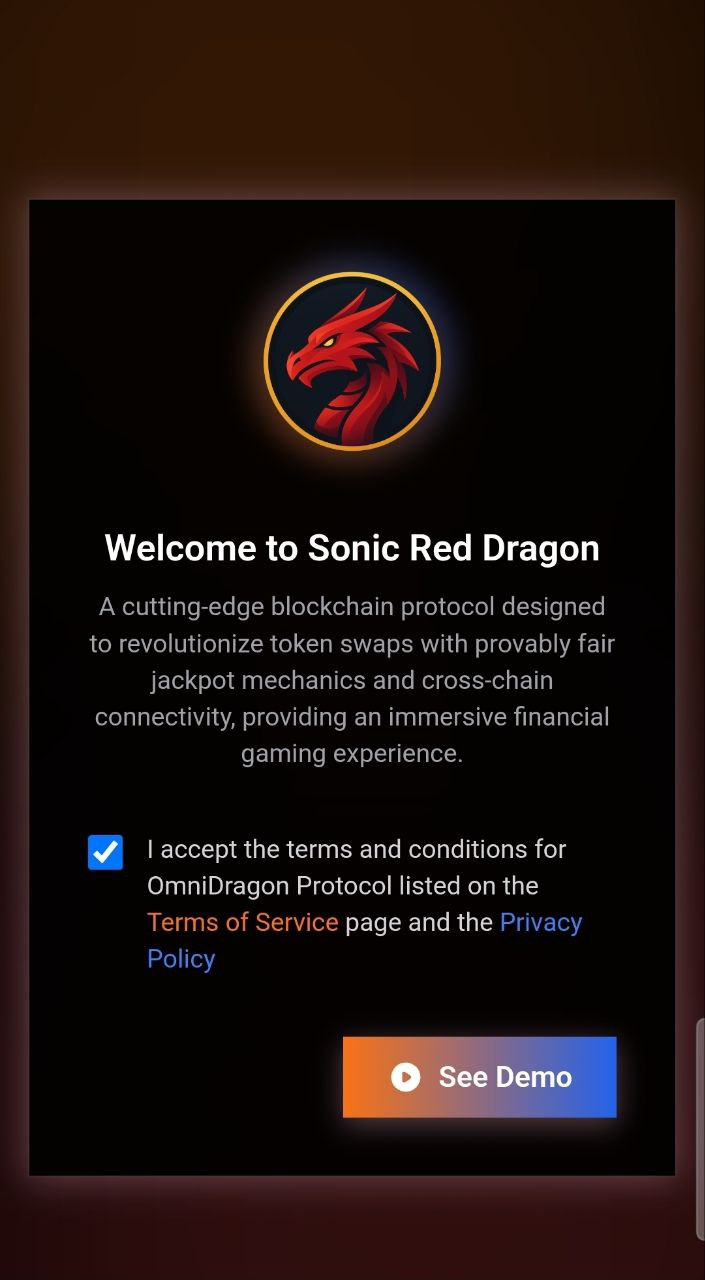 Welcome to Sonic Red Dragon
A cutting-edge blockchain protocol designed
to revolutionize token swaps with provably fair
jackpot mechanics and cross-chain
connectivity, providing an immersive financial
gaming experience.
I accept the terms and conditions for
OmniDragon Protocol listed on the
Terms of Service page and the Privacy
Policy
See Demo